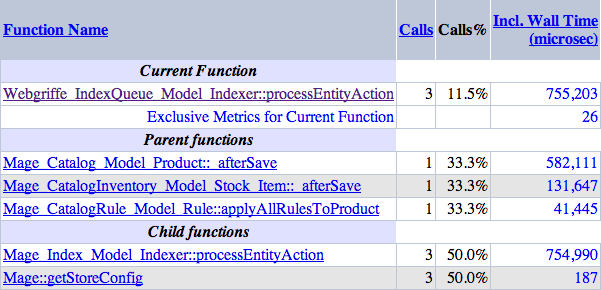 Function Name Calls Calls% Incl. Wall Time
(microsec)
Current Function
Webgriffe_IndexQueue_Model_Indexer::processEntityAction 3 11.5% 755,203
Exclusive Metrics for Current Function 26
Parent functions
Mage_Catalog_Model_Product::_afterSave 1 33.3% 582,111
Mage_CatalogInventory_Model_Stock_Item::_afterSave 1 33.3% 131,647
Mage_CatalogRule_Model_Rule::applyAllRulesToProduct 1 33.3% 41,445
Child functions
Mage_Index_Model_Indexer::processEntityAction 3 50.0% 754,990
Mage::getStoreConfig 3 50.0% 187